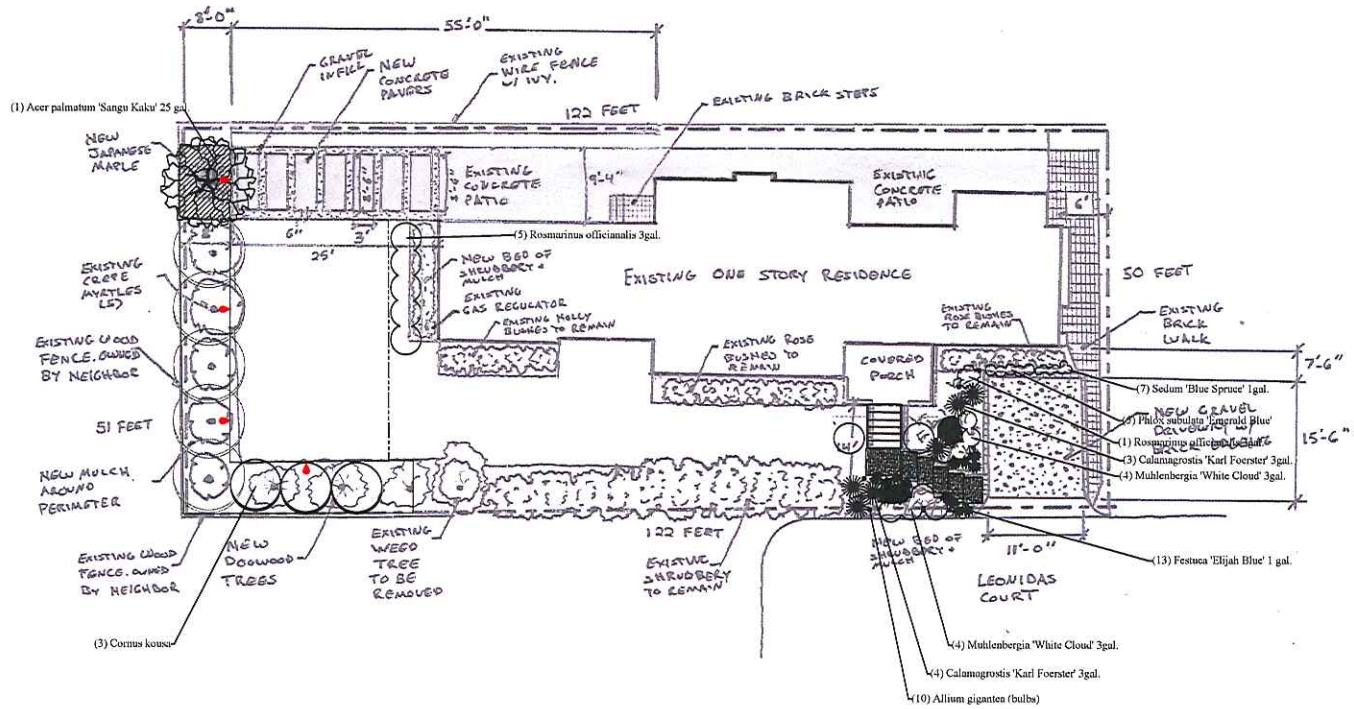 8'-0"
55'-0"
GRAVEL
INFILL
NEW
CONCRETE
PAVERS
EXISTING
WIRE FENCE
W/ IVY.
(1) Acer palmatum 'Sangu Kaku' 25 gal.
122 FEET
EXISTING BRICK STEPS
NEW
JAPANESE
MAPLE
EXISTING
CONCRETE
PATIO
9'-4"
EXISTING
CONCRETE
PATIO
6'
8'
6"
3'
25'
(5) Rosmarinus officianalis 3gal.
EXISTING
CREPE
MYRTLES
(5)
NEW BED OF
SHRUBBERY +
MULCH
EXISTING
GAS REGULATOR
EXISTING HOLLY
BUSHES TO REMAIN
EXISTING ONE STORY RESIDENCE
50 FEET
EXISTING
ROSE BUSHES
TO REMAIN
EXISTING
BRICK
WALK
EXISTING WOOD
FENCE. OWNED
BY NEIGHBOR
EXISTING ROSE
BUSHES TO
REMAIN
COVERED
PORCH
7'-6"
(7) Sedum 'Blue Spruce' 1gal.
Phlox subulata 'Emerald Blue'
NEW GRAVEL
DRIVEWAY W/
BRICK
(1) Rosmarinus
15'-6"
51 FEET
(3) Calamagrostis 'Karl Foerster' 3gal.
(4) Muhlenbergia 'White Cloud' 3gal.
NEW MULCH
AROUND
PERIMETER
EXISTING WOOD
FENCE. OWNED
BY NEIGHBOR
NEW
DOGWOOD
TREES
EXISTING
WEED
TREE
TO BE
REMOVED
122 FEET
EXISTING
SHRUBBERY
TO REMAIN
NEW BED OF
SHRUBBERY +
MULCH
11'-0"
(13) Festuca 'Elijah Blue' 1 gal.
LEONIDAS
COURT
(3) Cornus kousa
(4) Muhlenbergia 'White Cloud' 3gal.
(4) Calamagrostis 'Karl Foerster' 3gal.
(10) Allium gigantea (bulbs)